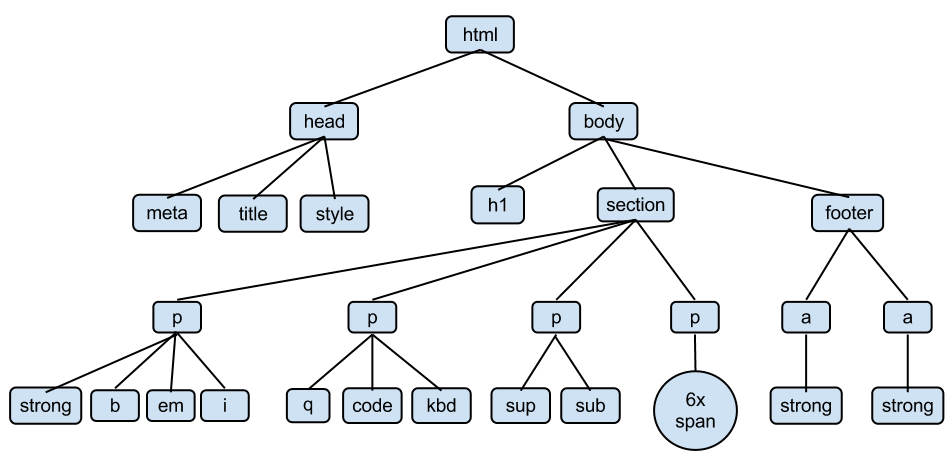 html
head
body
meta
title
style
h1
section
footer
p
p
p
p
a
a
strong
b
em
i
q
code
kbd
sup
sub
6x
span
strong
strong